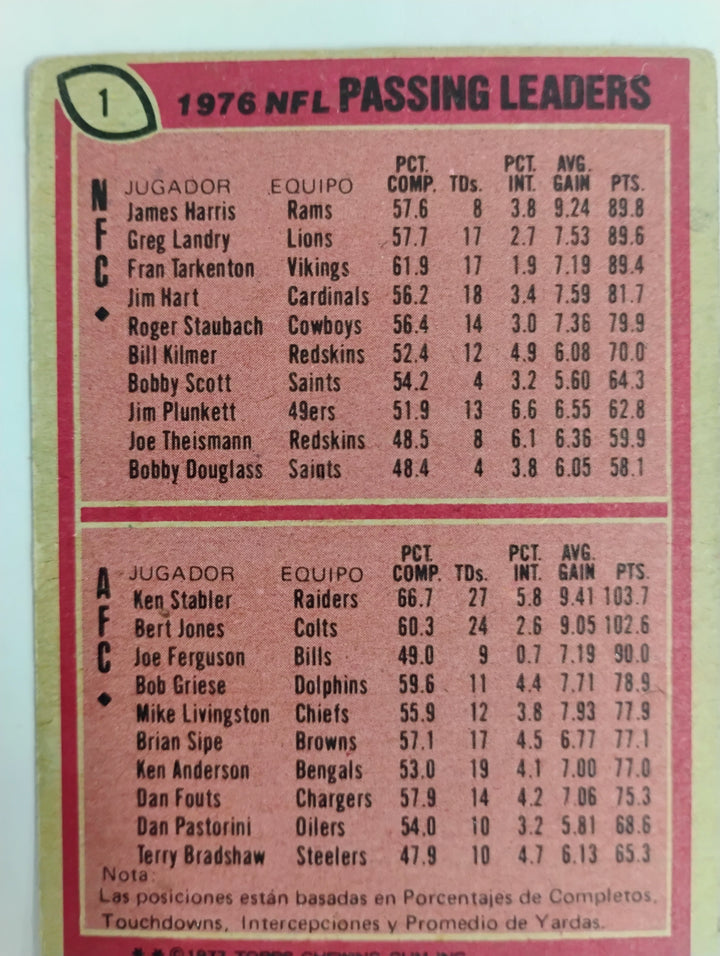 1
1976 NFL PASSING LEADERS
NFC
PCT. PCT. AVG.
JUGADOR EQUIPO COMP. TDs. INT. GAIN PTS.
James Harris Rams 57.6 8 3.8 9.24 89.8
Greg Landry Lions 57.7 17 2.7 7.53 89.6
Fran Tarkenton Vikings 61.9 17 1.9 7.19 89.4
Jim Hart Cardinals 56.2 18 3.4 7.59 81.7
Roger Staubach Cowboys 56.4 14 3.0 7.36 79.9
Bill Kilmer Redskins 52.4 12 4.9 6.08 70.0
Bobby Scott Saints 54.2 4 3.2 5.60 64.3
Jim Plunkett 49ers 51.9 13 6.6 6.55 62.8
Joe Theismann Redskins 48.5 8 6.1 6.36 59.9
Bobby Douglass Saints 48.4 4 3.8 6.05 58.1
AFC
PCT. PCT. AVG.
JUGADOR EQUIPO COMP. TDs. INT. GAIN PTS.
Ken Stabler Raiders 66.7 27 5.8 9.41 103.7
Bert Jones Colts 60.3 24 2.6 9.05 102.6
Joe Ferguson Bills 49.0 9 0.7 7.19 90.0
Bob Griese Dolphins 59.6 11 4.4 7.71 78.9
Mike Livingston Chiefs 55.9 12 3.8 7.93 77.9
Brian Sipe Browns 57.1 17 4.5 6.77 77.1
Ken Anderson Bengals 53.0 19 4.1 7.00 77.0
Dan Fouts Chargers 57.9 14 4.2 7.06 75.3
Dan Pastorini Oilers 54.0 10 3.2 5.81 68.6
Terry Bradshaw Steelers 47.9 10 4.7 6.13 65.3
Nota:
Las posiciones están basadas en Porcentajes de Completos,
Touchdowns, Intercepciones y Promedio de Yardas.
** ©1977 TOPPS CHEWING GUM, INC.